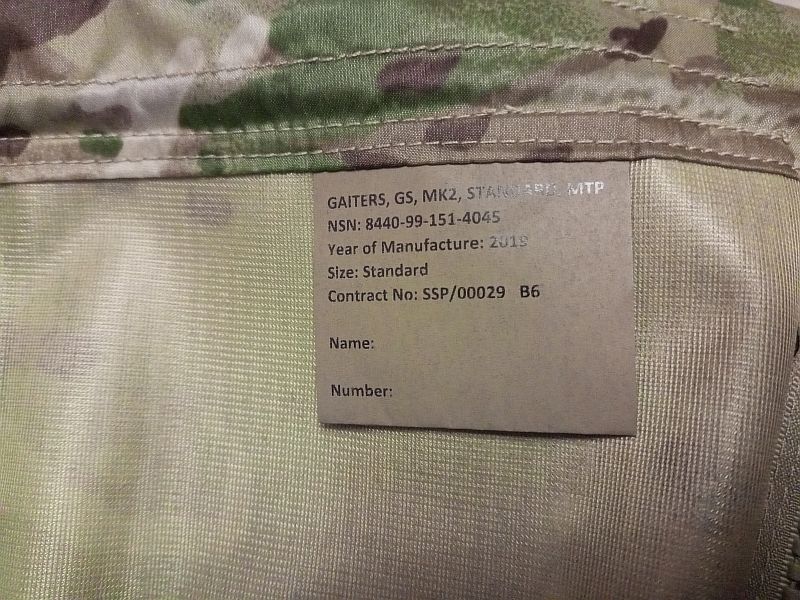 GAITERS, GS, MK2, STANDARD, MTP
NSN: 8440-99-151-4045
Year of Manufacture: 2019
Size: Standard
Contract No: SSP/00029 B6
Name:
Number: